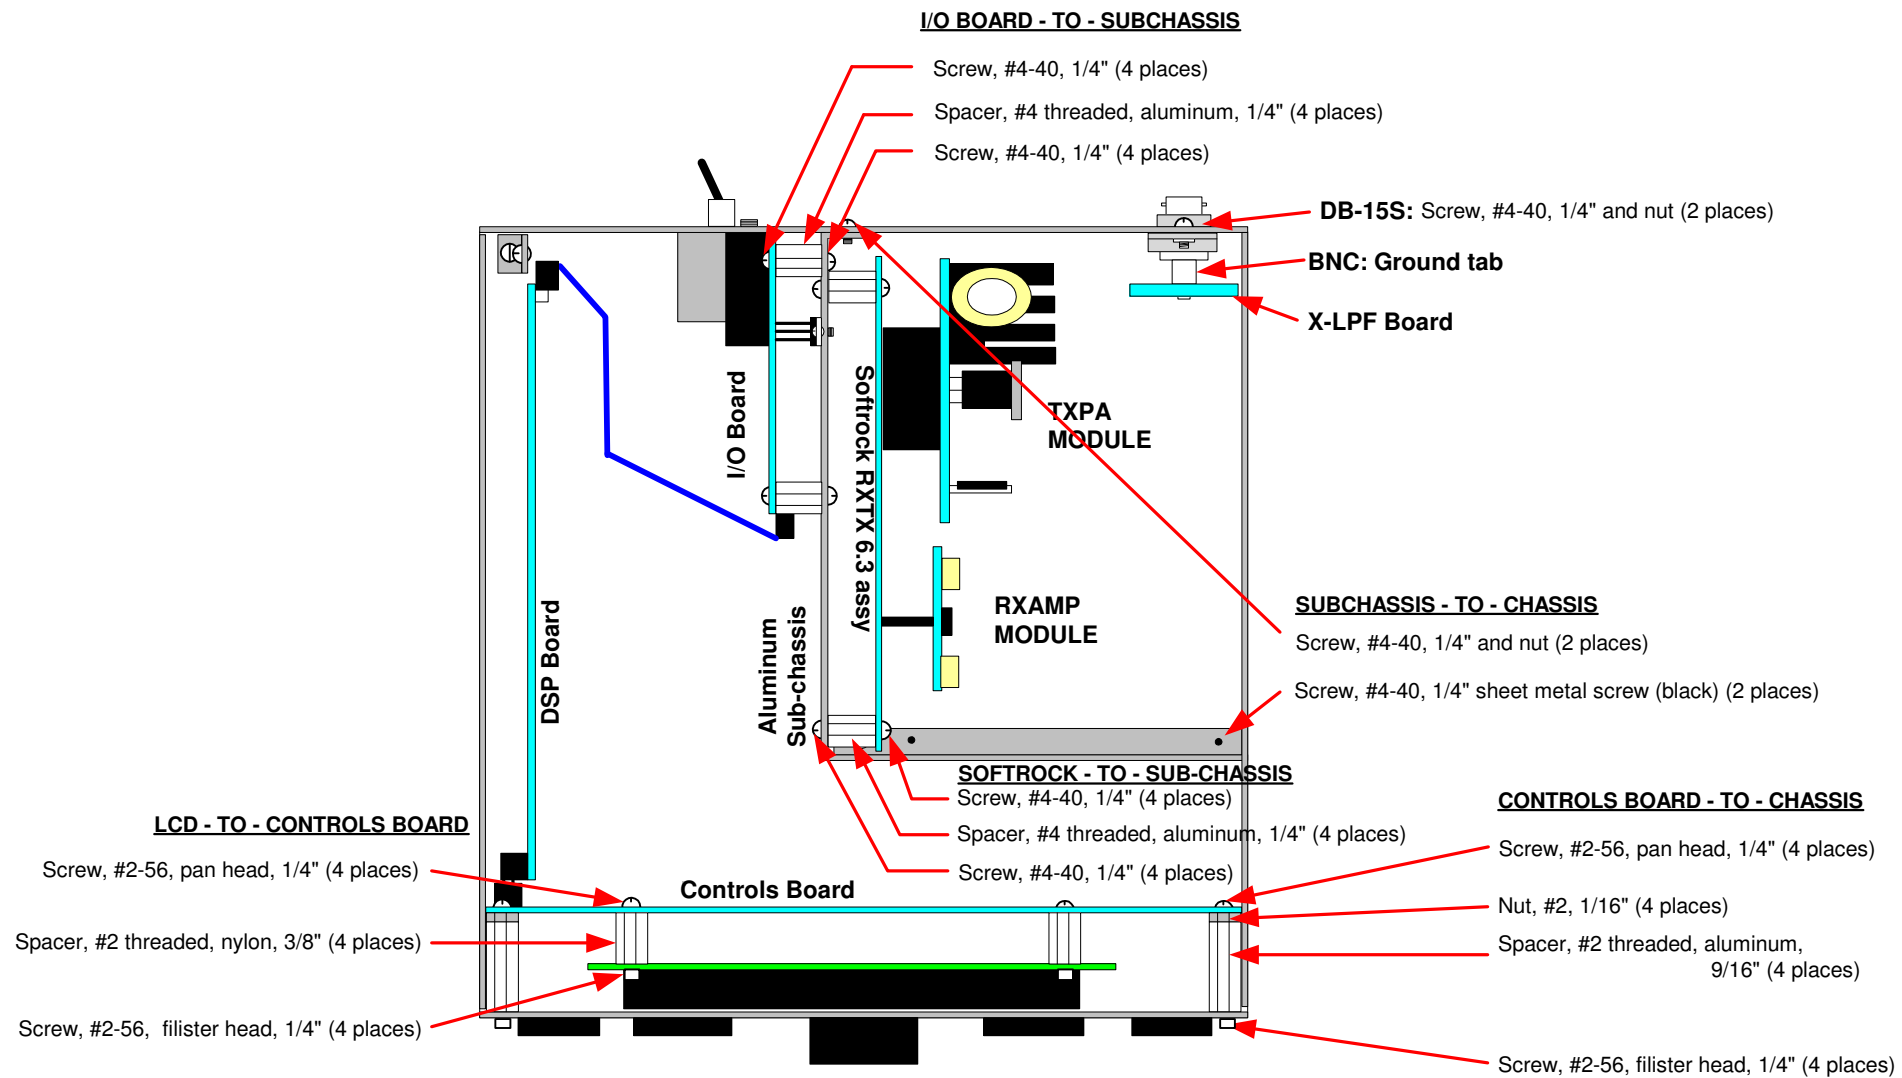 I/O BOARD - TO - SUBCHASSIS
Screw, #4-40, 1/4" (4 places)
Spacer, #4 threaded, aluminum, 1/4" (4 places)
Screw, #4-40, 1/4" (4 places)
DB-15S: Screw, #4-40, 1/4" and nut (2 places)
BNC: Ground tab
X-LPF Board
I/O Board
Softrock RXTX 6.3 assy
TXPA
MODULE
DSP Board
Aluminum
Sub-chassis
RXAMP
MODULE
SUBCHASSIS - TO - CHASSIS
Screw, #4-40, 1/4" and nut (2 places)
Screw, #4-40, 1/4" sheet metal screw (black) (2 places)
SOFTROCK - TO - SUB-CHASSIS
Screw, #4-40, 1/4" (4 places)
Spacer, #4 threaded, aluminum, 1/4" (4 places)
Screw, #4-40, 1/4" (4 places)
LCD - TO - CONTROLS BOARD
Screw, #2-56, pan head, 1/4" (4 places)
Spacer, #2 threaded, nylon, 3/8" (4 places)
Screw, #2-56, filister head, 1/4" (4 places)
Controls Board
CONTROLS BOARD - TO - CHASSIS
Screw, #2-56, pan head, 1/4" (4 places)
Nut, #2, 1/16" (4 places)
Spacer, #2 threaded, aluminum,
9/16" (4 places)
Screw, #2-56, filister head, 1/4" (4 places)